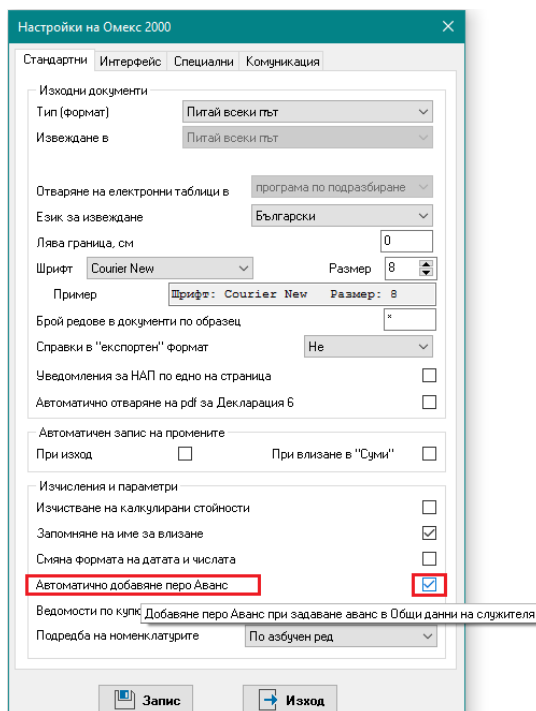 Настройки на Омекс 2000
Стандартни Интерфейс Специални Комуникация
Изходни документи
Тип (формат) Питай всеки път
Извеждане в Питай всеки път
Отваряне на електронни таблици в програма по подразбиране
Език за извеждане Български
Лява граница, см 0
Шрифт Courier New Размер 8
Пример Шрифт: Courier New Размер: 8
Брой редове в документи по образец *
Справки в "експортен" формат Не
Уведомления за НАП по едно на страница
Автоматично отваряне на pdf за Декларация 6
Автоматичен запис на промените
При изход При влизане в "Суми"
Изчисления и параметри
Изчистване на калкулирани стойности
Запомняне на име за влизане
Смяна формата на датата и числата
Автоматично добавяне перо Аванс
Ведомости по Добавяне перо Аванс при задаване аванс в Общи данни на служителя
Подредба на номенклатурите По азбучен ред
Запис Изход